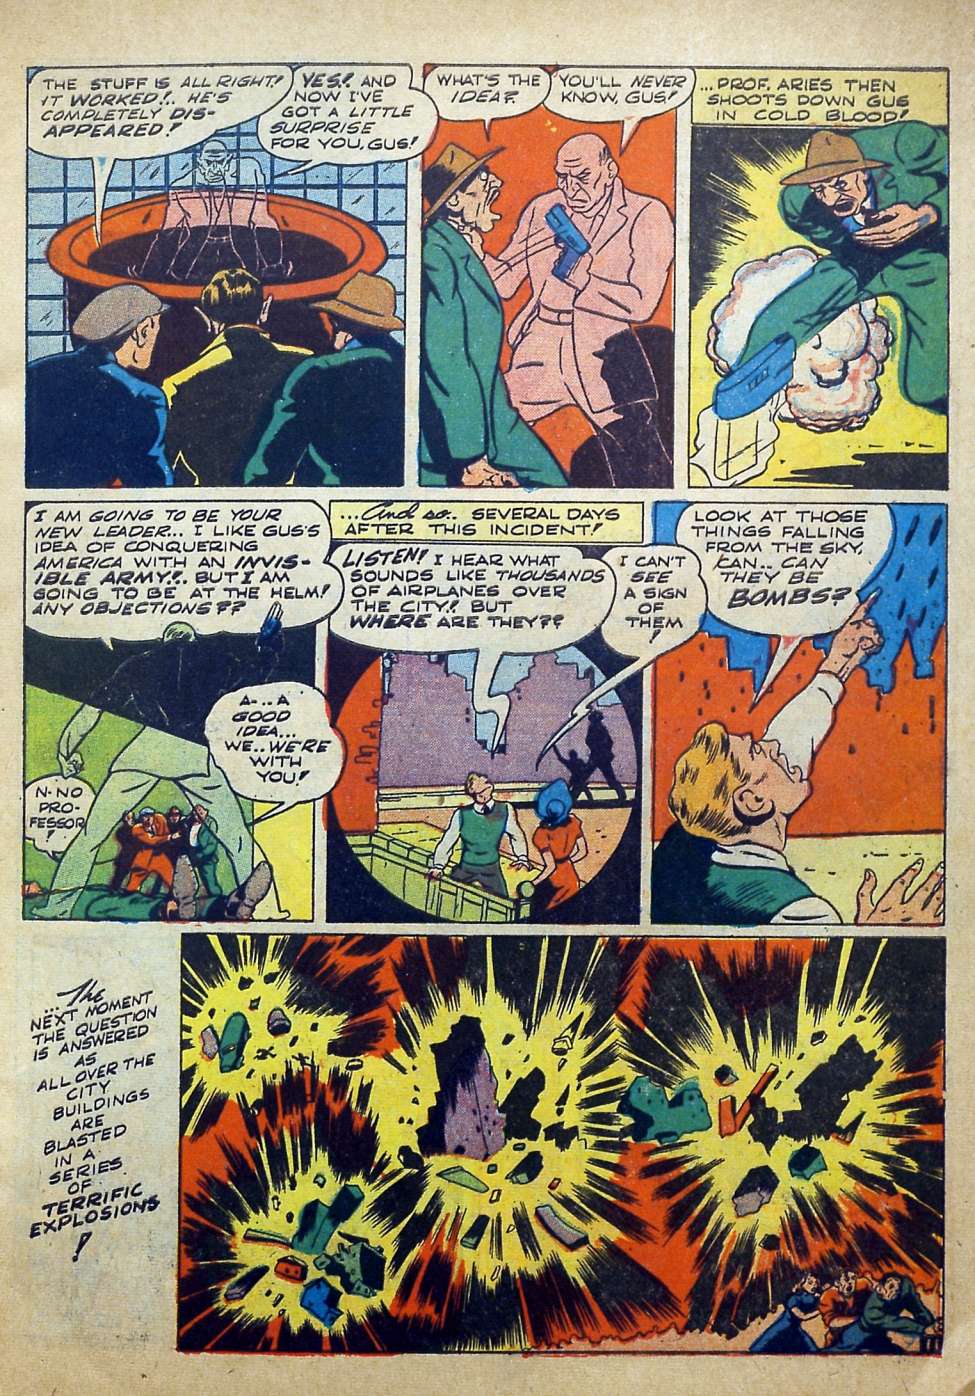 THE STUFF IS ALL RIGHT!
IT WORKED!.. HE'S
COMPLETELY DIS-
APPEARED!
YES! AND
NOW I'VE
GOT A LITTLE
SURPRISE
FOR YOU, GUS!
WHAT'S THE
IDEA?
YOU'LL NEVER
KNOW, GUS!
...PROF. ARIES THEN
SHOOTS DOWN GUS
IN COLD BLOOD!
I AM GOING TO BE YOUR
NEW LEADER... I LIKE GUS'S
IDEA OF CONQUERING
AMERICA WITH AN INVIS-
IBLE ARMY!.. BUT I AM
GOING TO BE AT THE HELM!
ANY OBJECTIONS??
N-NO
PRO-
FESSOR!
A-..A
GOOD
IDEA...
WE..WE'RE
WITH
YOU!
...And so.. SEVERAL DAYS
AFTER THIS INCIDENT!
LISTEN! I HEAR WHAT
SOUNDS LIKE THOUSANDS
OF AIRPLANES OVER
THE CITY! BUT
WHERE ARE THEY??
I CAN'T
SEE
A SIGN
OF
THEM
!
LOOK AT THOSE
THINGS FALLING
FROM THE SKY.
CAN.. CAN
THEY BE
BOMBS?
...The
NEXT MOMENT
THE QUESTION
IS ANSWERED
AS
ALL OVER THE
CITY
BUILDINGS
ARE
BLASTED
IN A
SERIES
OF
TERRIFIC
EXPLOSIONS
!